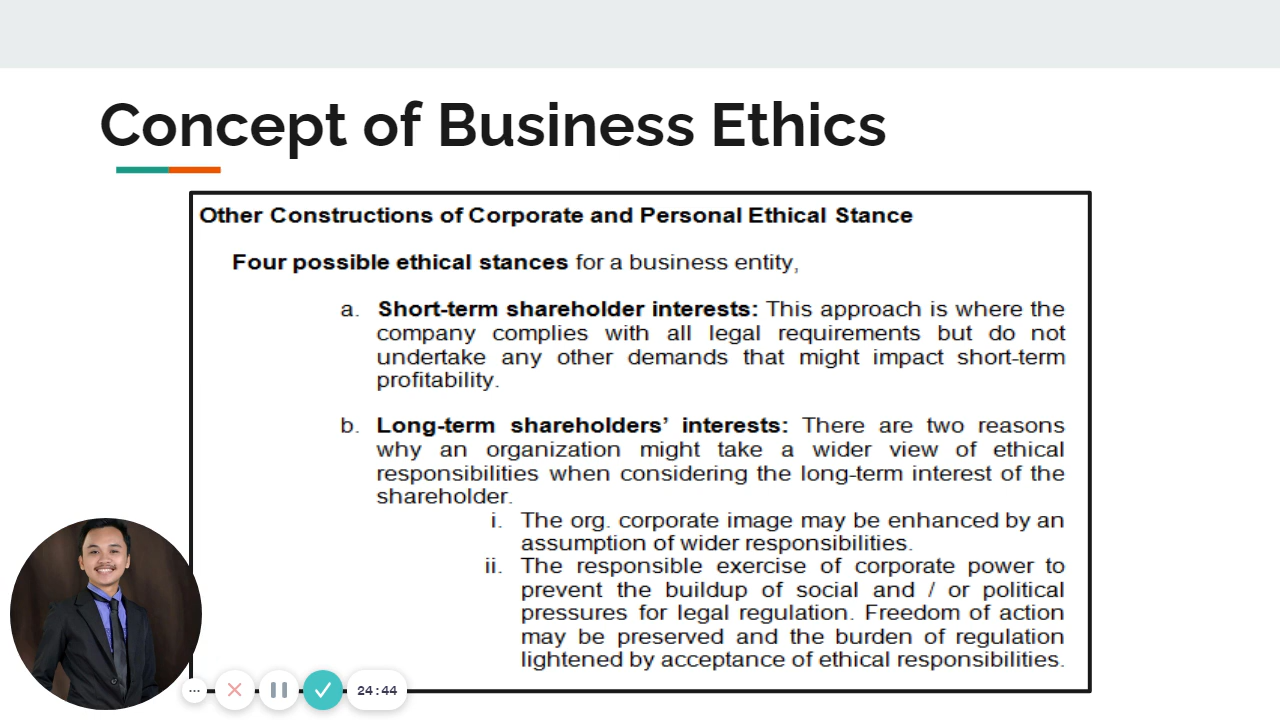 Concept of Business Ethics
Other Constructions of Corporate and Personal Ethical Stance
Four possible ethical stances for a business entity,
a. Short-term shareholder interests: This approach is where the
company complies with all legal requirements but do not
undertake any other demands that might impact short-term
profitability.
b. Long-term shareholders’ interests: There are two reasons
why an organization might take a wider view of ethical
responsibilities when considering the long-term interest of the
shareholder.
i. The org. corporate image may be enhanced by an
assumption of wider responsibilities.
ii. The responsible exercise of corporate power to
prevent the buildup of social and / or political
pressures for legal regulation. Freedom of action
may be preserved and the burden of regulation
lightened by acceptance of ethical responsibilities.
24:44